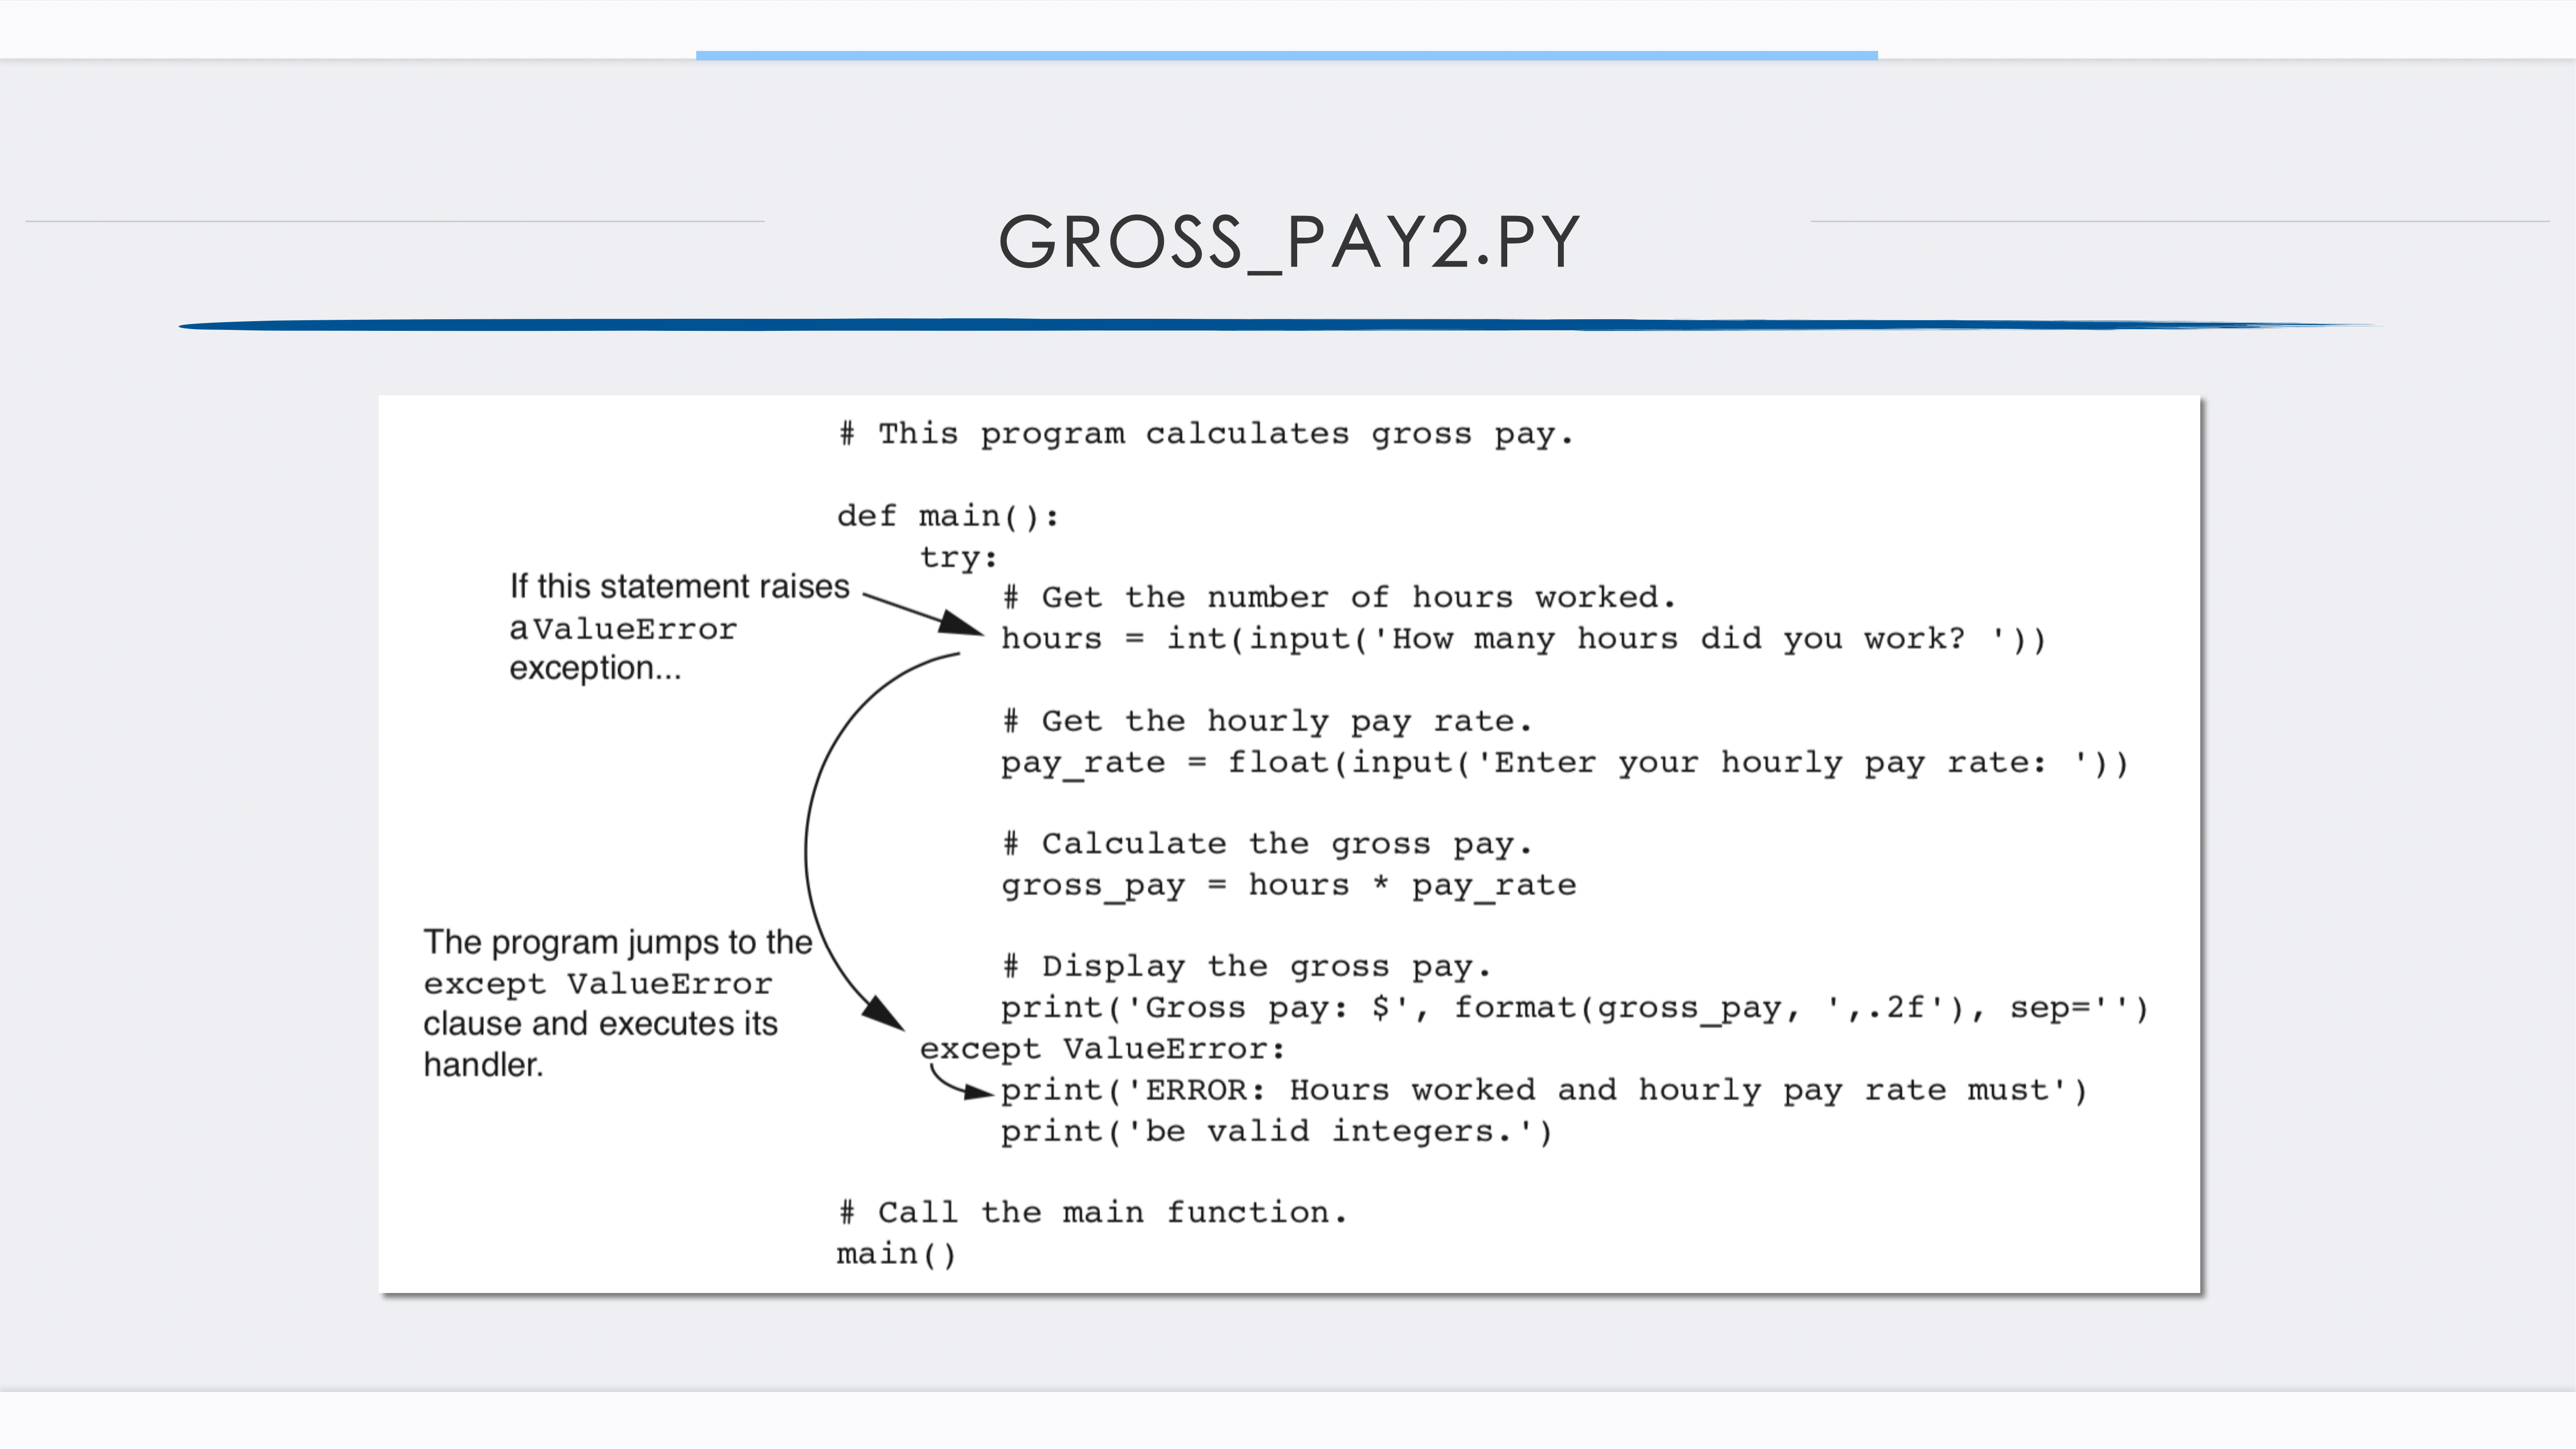 GROSS_PAY2.PY
# This program calculates gross pay.
def main():
try:
If this statement raises
a ValueError
exception...
# Get the number of hours worked.
hours = int(input('How many hours did you work? '))
# Get the hourly pay rate.
pay_rate = float(input('Enter your hourly pay rate: '))
# Calculate the gross pay.
gross_pay = hours * pay_rate
# Display the gross pay.
print('Gross pay: $', format(gross_pay, ',.2f'), sep='')
The program jumps to the
except ValueError
clause and executes its
handler.
except ValueError:
print('ERROR: Hours worked and hourly pay rate must')
print('be valid integers.')
# Call the main function.
main()